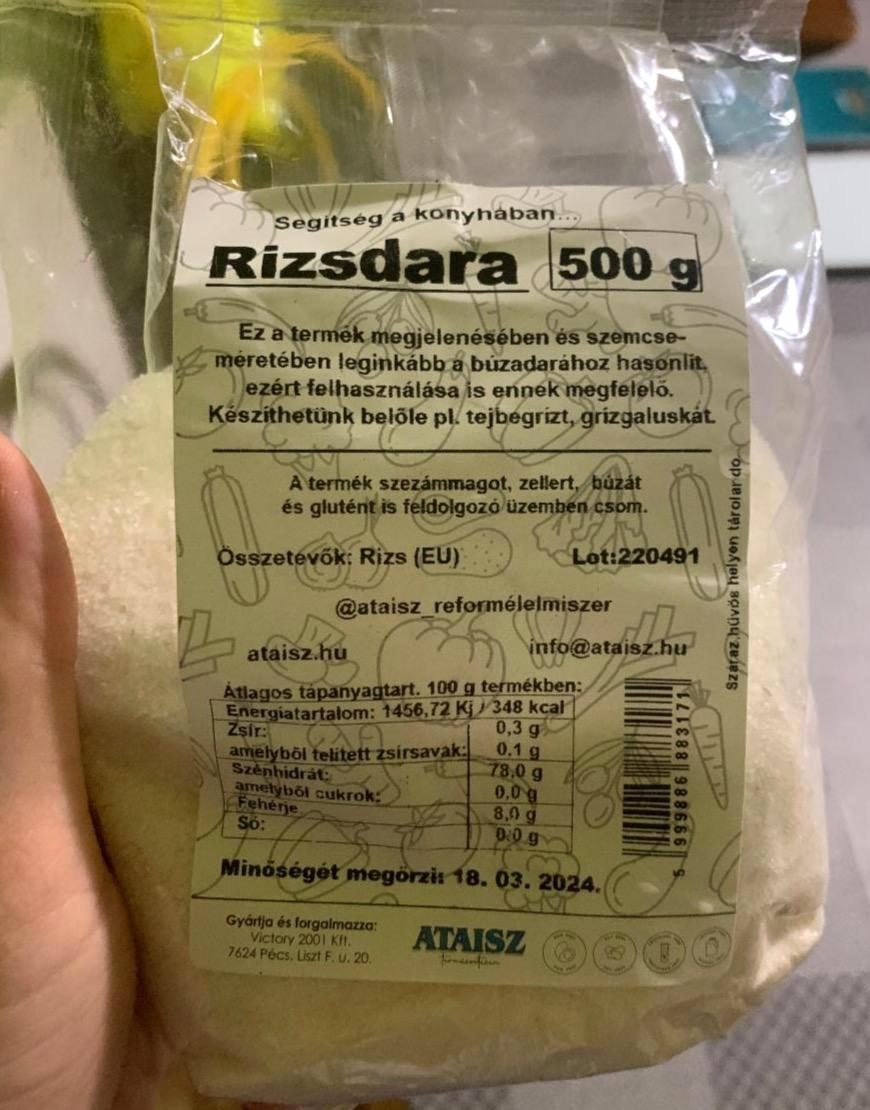 Segítség a konyhában...
Rizsdara 500 g
Ez a termék megjelenésében és szemcse-
méretében leginkább a búzadarához hasonlít,
ezért felhasználása is ennek megfelelő.
Készíthetünk belőle pl. tejbegrízt, grízgaluskát.
A termék szezámmagot, zellert, búzát
és glutént is feldolgozó üzemben csom.
Összetevők: Rizs (EU) Lot:220491
@ataisz_reformélelmiszer
ataisz.hu info@ataisz.hu
Átlagos tápanyagtart. 100 g termékben:
Energiatartalom: 1456,72 Kj / 348 kcal
Zsír: 0,3 g
amelyből telített zsírsavak: 0.1 g
Szénhidrát: 78,0 g
amelyből cukrok: 0,0 g
Fehérje 8,0 g
Só: 0,0 g
Minőségét megőrzi: 18. 03. 2024.
Gyártja és forgalmazza:
Victory 2001 Kft.
7624 Pécs, Liszt F. u. 20.
ATAISZ
Száraz hűvös helyen tárolar do
5 999886 883171